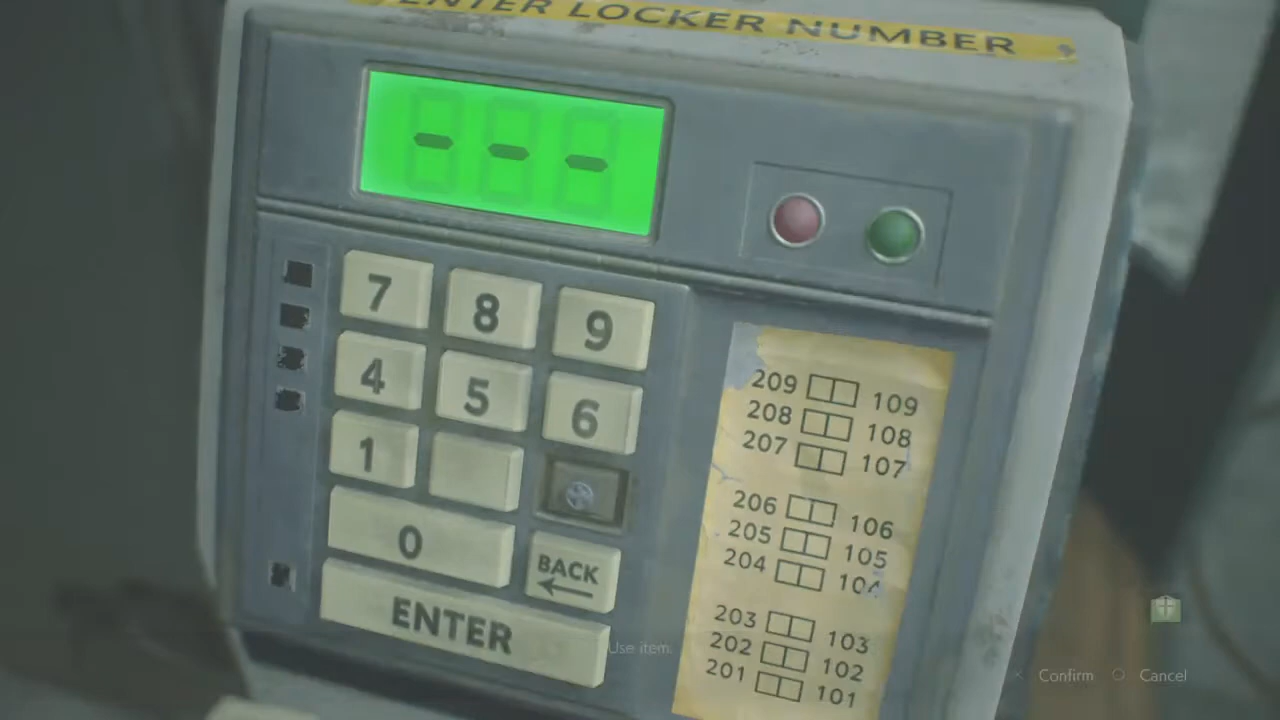 ENTER LOCKER NUMBER
- - -
7 8 9
4 5 6
1
0 BACK
ENTER
209 109
208 108
207 107
206 106
205 105
204 104
203 103
202 102
201 101
Use item.
Confirm Cancel